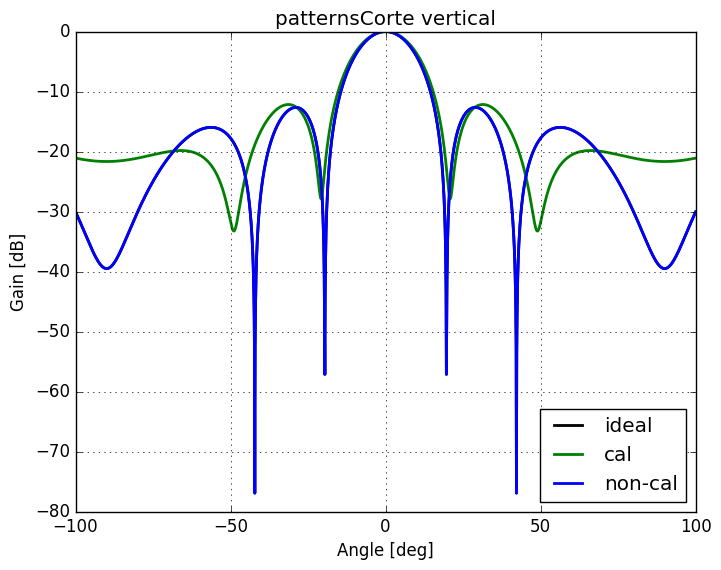 patternsCorte vertical
0
−10
−20
−30
−40
−50
−60
−70
−80
Gain [dB]
−100
−50
0
50
100
Angle [deg]
ideal
cal
non-cal